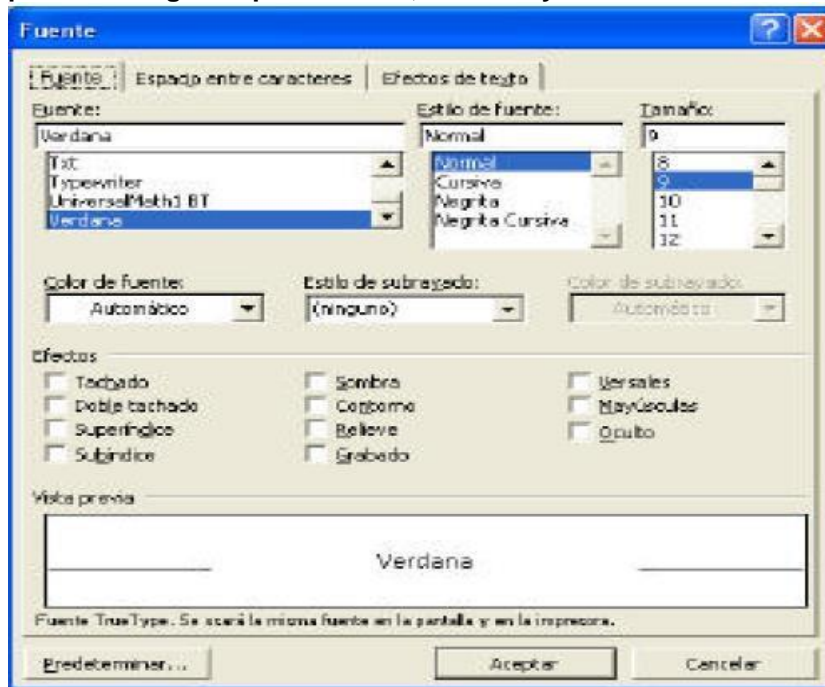 Fuente
Fuente Espacio entre caracteres Efectos de texto
Fuente: Estilo de fuente: Tamaño:
Verdana Normal 9
Txt Normal 8
Typewriter Cursiva 9
UniversalMath1 BT Negrita 10
Verdana Negrita Cursiva 11
12
Color de fuente: Estilo de subrayado: Color de subrayado:
Automático (ninguno) Automático
Efectos
Tachado Sombra Versales
Doble tachado Contorno Mayúsculas
Superíndice Relieve Oculto
Subíndice Grabado
Vista previa
Verdana
Fuente TrueType. Se usará la misma fuente en la pantalla y en la impresora.
Predeterminar... Aceptar Cancelar